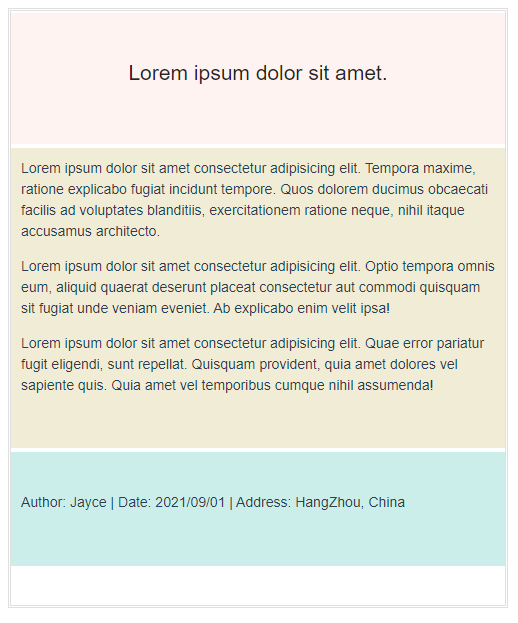 Lorem ipsum dolor sit amet.
Lorem ipsum dolor sit amet consectetur adipisicing elit. Tempora maxime,
ratione explicabo fugiat incidunt tempore. Quos dolorem ducimus obcaecati
facilis ad voluptates blanditiis, exercitationem ratione neque, nihil itaque
accusamus architecto.
Lorem ipsum dolor sit amet consectetur adipisicing elit. Optio tempora omnis
eum, aliquid quaerat deserunt placeat consectetur aut commodi quisquam
sit fugiat unde veniam eveniet. Ab explicabo enim velit ipsa!
Lorem ipsum dolor sit amet consectetur adipisicing elit. Quae error pariatur
fugit eligendi, sunt repellat. Quisquam provident, quia amet dolores vel
sapiente quis. Quia amet vel temporibus cumque nihil assumenda!
Author: Jayce | Date: 2021/09/01 | Address: HangZhou, China